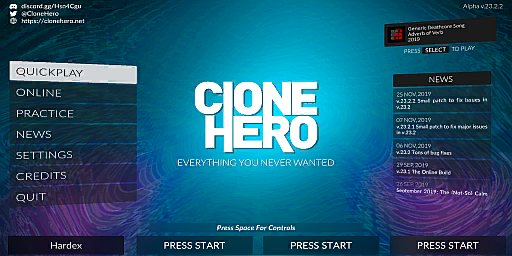 discord.gg/Hsn4Cgu
@CloneHero
https://clonehero.net
Alpha v.23.2.2
Generic Deathcore Song
Adverb of Verb
2019
PRESS SELECT TO PLAY
QUICKPLAY
ONLINE
PRACTICE
NEWS
SETTINGS
CREDITS
QUIT
CLONE
HERO
EVERYTHING YOU NEVER WANTED
NEWS
25 NOV, 2019
v.23.2.2 Small patch to fix issues in
v.23.2
07 NOV, 2019
v.23.2.1 Small patch to fix major issues
in v.23.2
06 NOV, 2019
v.23.2 Tons of bug fixes
29 SEP, 2019
v.23.1 The Online Build
28 SEP, 2019
September 2019: The (Not-So) Calm
Press Space For Controls
Hardex
PRESS START
PRESS START
PRESS START